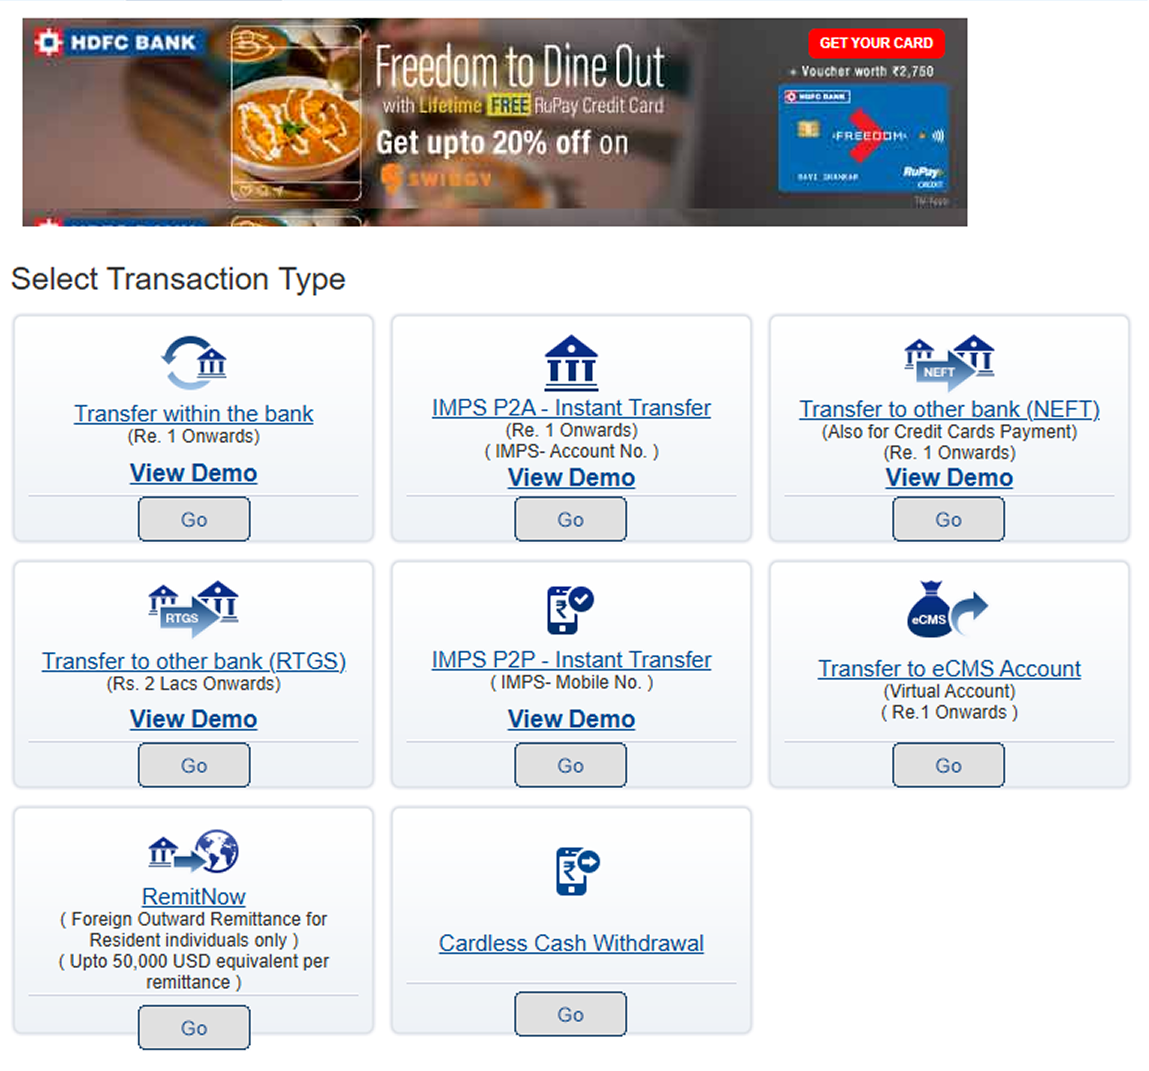 HDFC BANK
Freedom to Dine Out
with Lifetime FREE RuPay Credit Card
Get upto 20% off on
SWIGGY
GET YOUR CARD
+ Voucher worth ₹2,750
HDFC BANK
FREEDOM
RAVI SHANKAR
RuPay
CREDIT
Select Transaction Type
Transfer within the bank
(Re. 1 Onwards)
View Demo
Go
IMPS P2A - Instant Transfer
(Re. 1 Onwards)
( IMPS- Account No. )
View Demo
Go
NEFT
Transfer to other bank (NEFT)
(Also for Credit Cards Payment)
(Re. 1 Onwards)
View Demo
Go
RTGS
Transfer to other bank (RTGS)
(Rs. 2 Lacs Onwards)
View Demo
Go
₹
IMPS P2P - Instant Transfer
( IMPS- Mobile No. )
View Demo
Go
eCMS
Transfer to eCMS Account
(Virtual Account)
( Re.1 Onwards )
Go
RemitNow
( Foreign Outward Remittance for
Resident individuals only )
( Upto 50,000 USD equivalent per
remittance )
Go
₹
Cardless Cash Withdrawal
Go